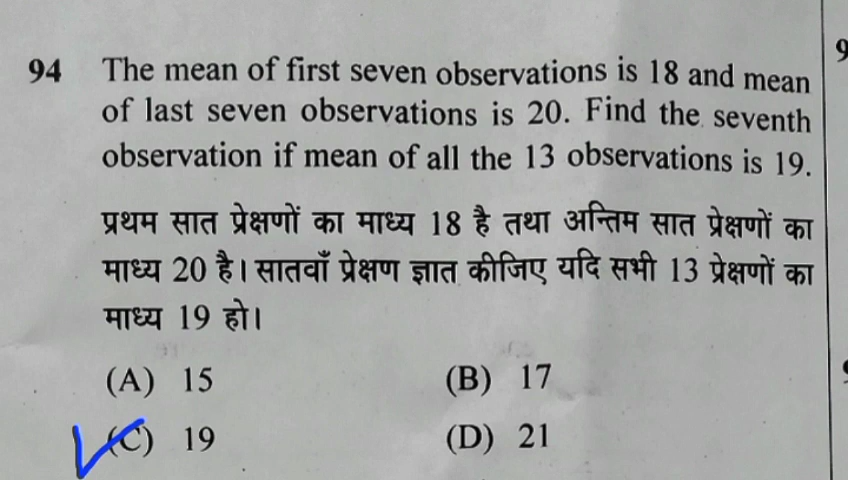 94 The mean of first seven observations is 18 and mean
of last seven observations is 20. Find the seventh
observation if mean of all the 13 observations is 19.
प्रथम सात प्रेक्षणों का माध्य 18 है तथा अन्तिम सात प्रेक्षणों का
माध्य 20 है। सातवाँ प्रेक्षण ज्ञात कीजिए यदि सभी 13 प्रेक्षणों का
माध्य 19 हो।
(A) 15 (B) 17
(C) 19 (D) 21